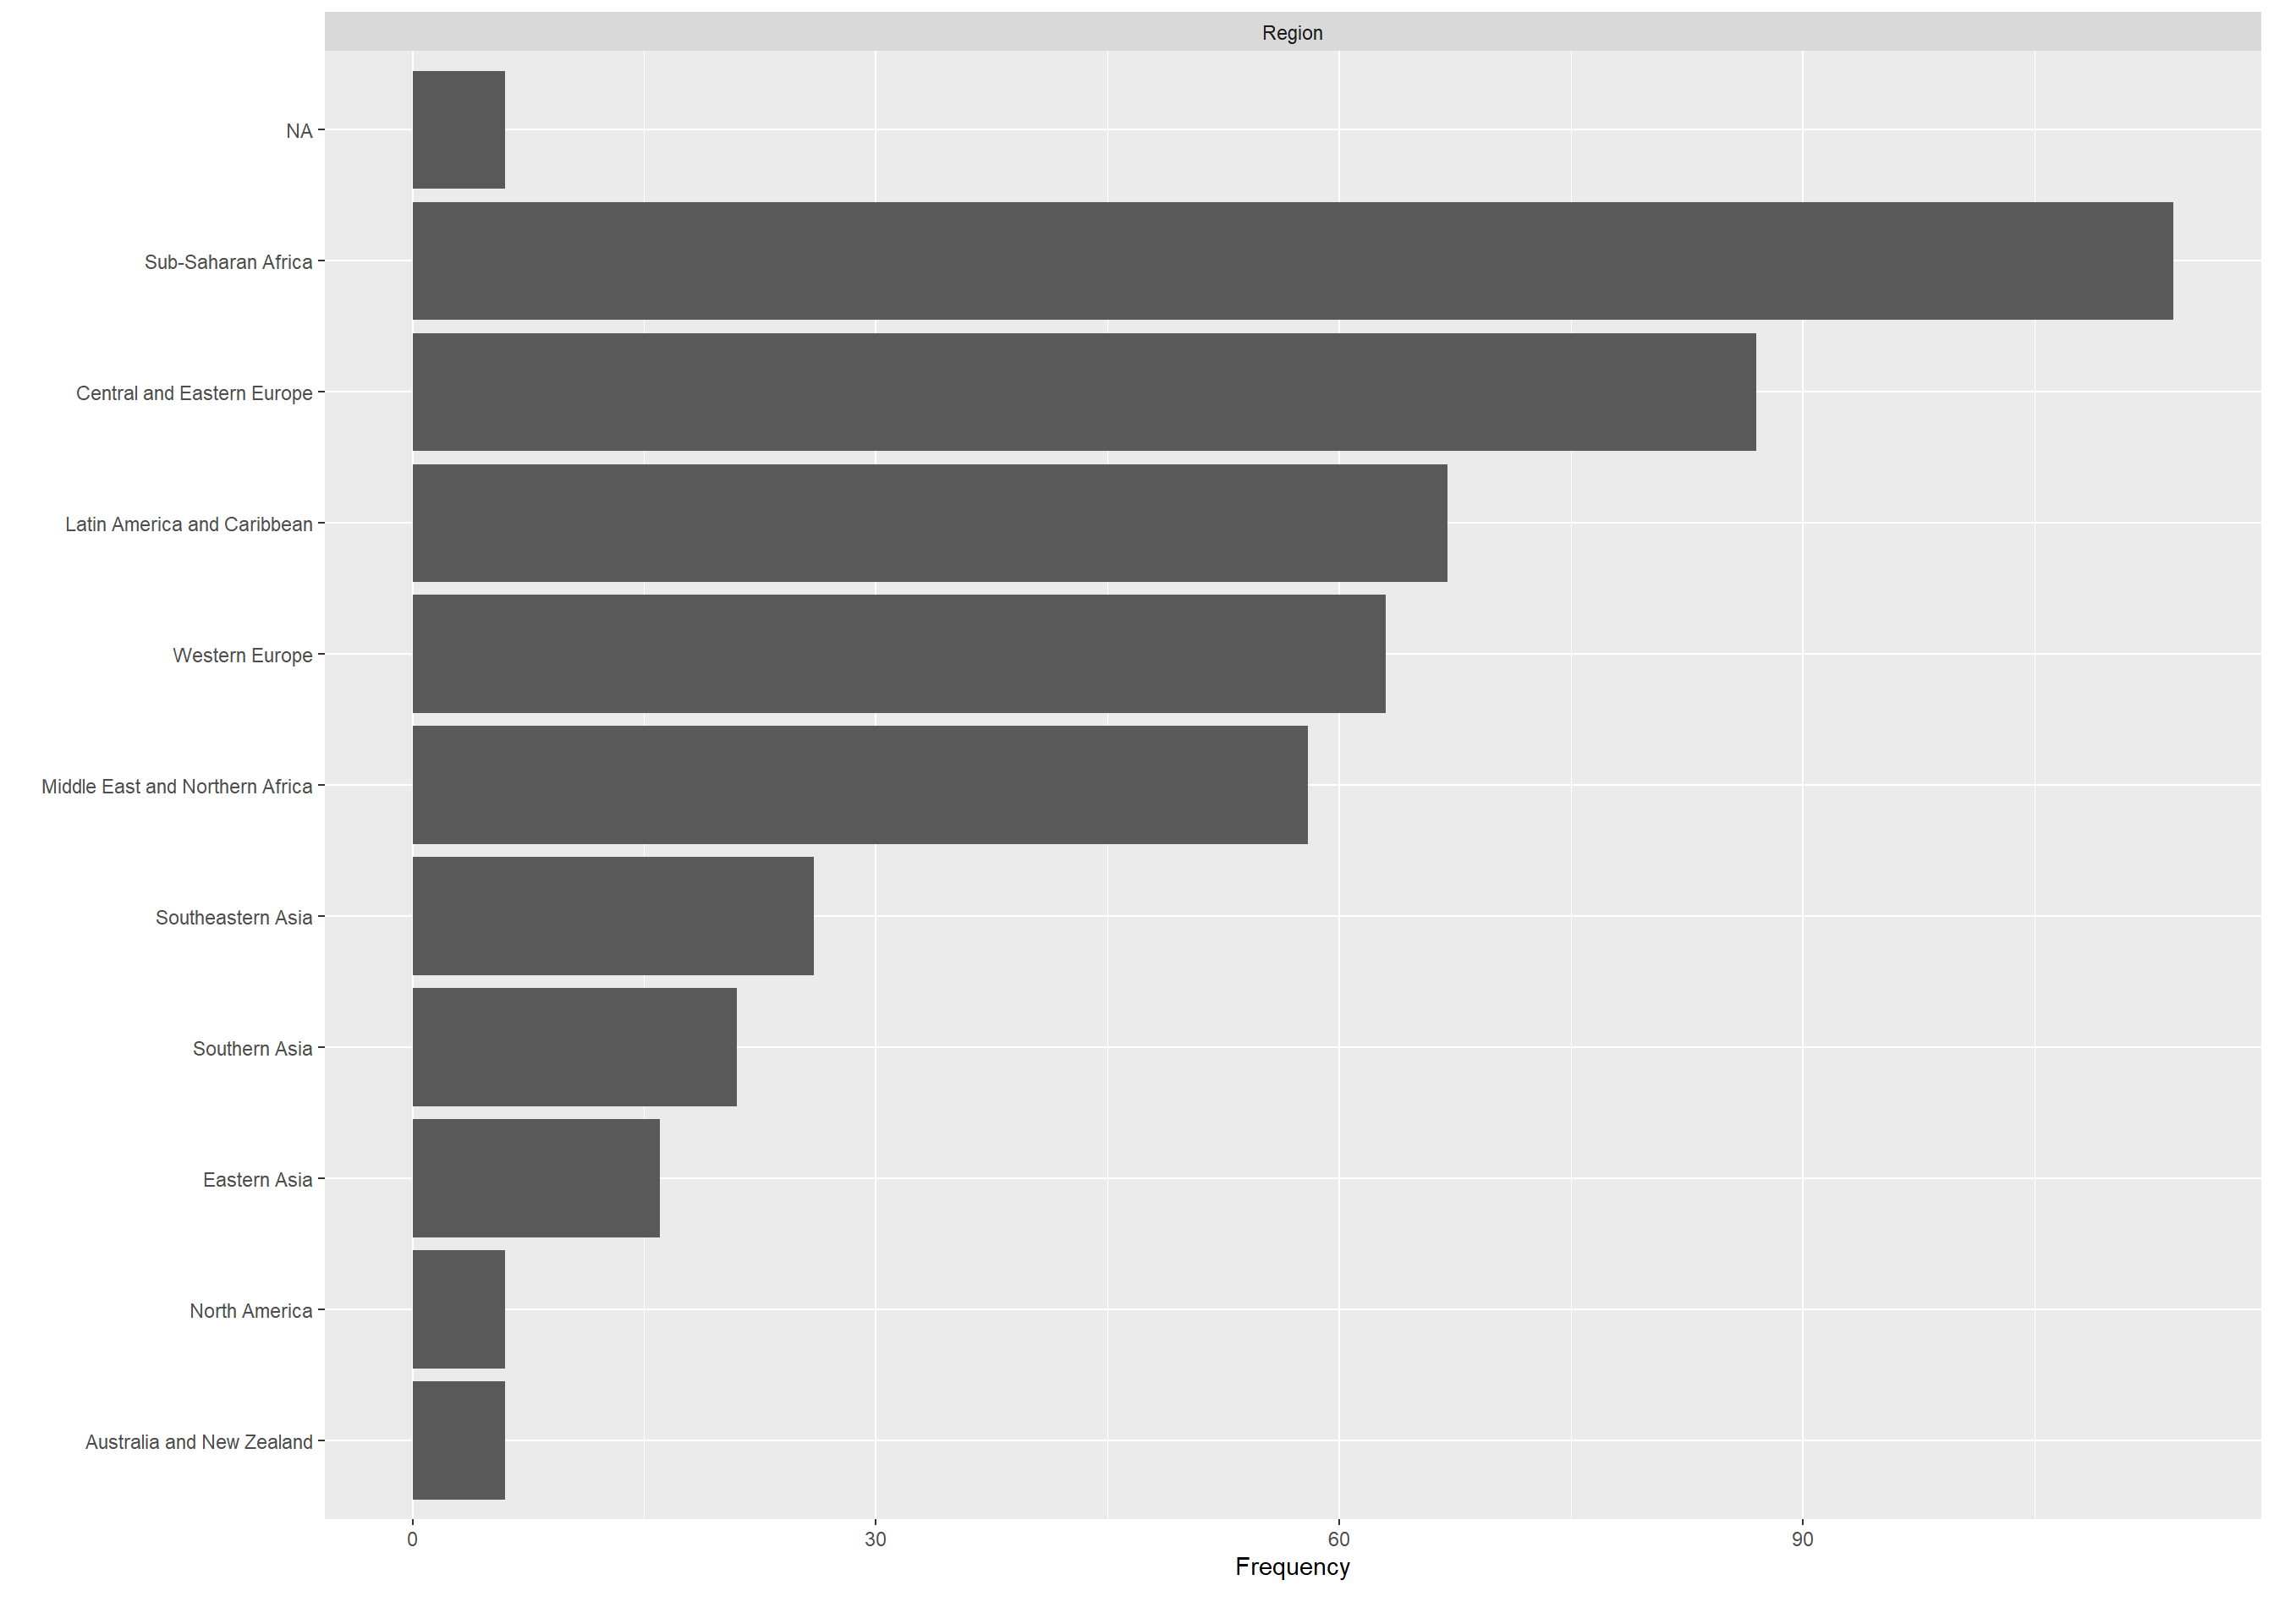 Region
NA
Sub-Saharan Africa
Central and Eastern Europe
Latin America and Caribbean
Western Europe
Middle East and Northern Africa
Southeastern Asia
Southern Asia
Eastern Asia
North America
Australia and New Zealand
0 30 60 90
Frequency